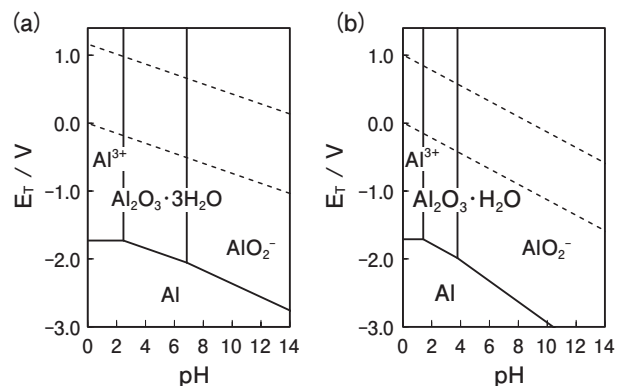 (a)
1.0
0.0
−1.0
−2.0
−3.0
E_T / V
Al³⁺
Al₂O₃·3H₂O
AlO₂⁻
Al
0 2 4 6 8 10 12 14
pH
(b)
1.0
0.0
−1.0
−2.0
−3.0
E_T / V
Al³⁺
Al₂O₃·H₂O
AlO₂⁻
Al
0 2 4 6 8 10 12 14
pH